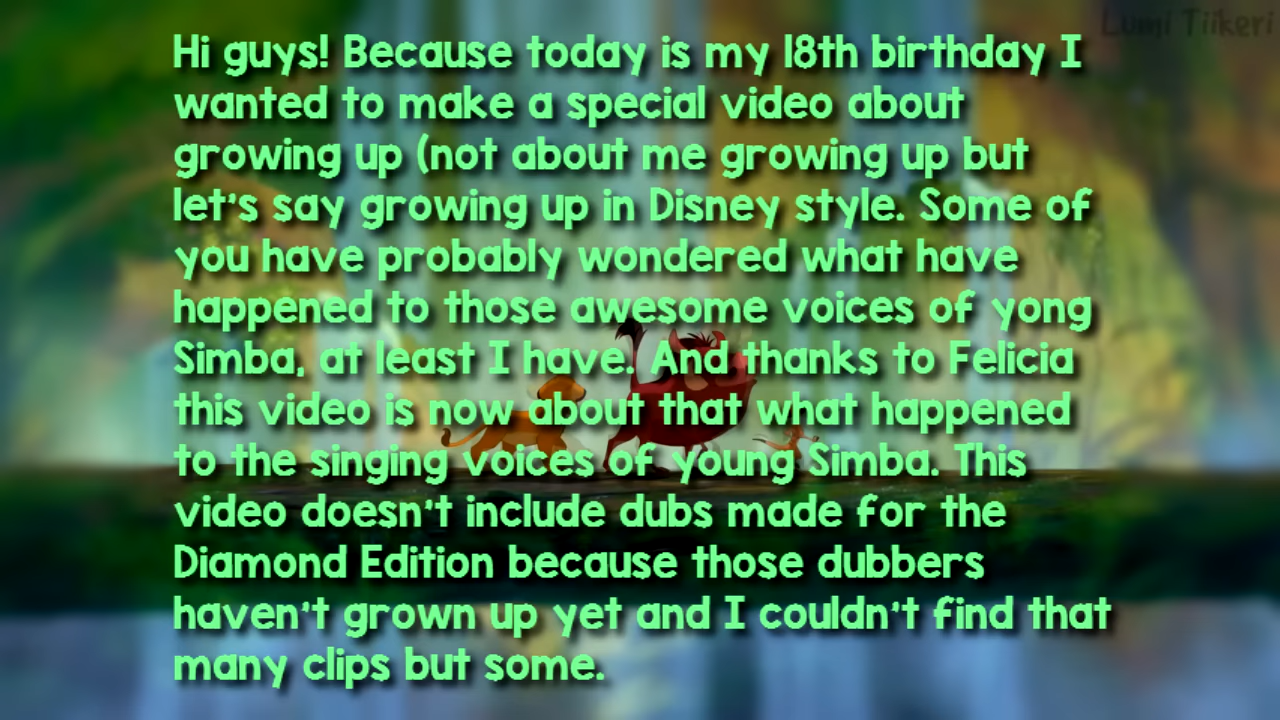 Lumi Tiikeri
Hi guys! Because today is my 18th birthday I
wanted to make a special video about
growing up (not about me growing up but
let's say growing up in Disney style. Some of
you have probably wondered what have
happened to those awesome voices of yong
Simba, at least I have. And thanks to Felicia
this video is now about that what happened
to the singing voices of young Simba. This
video doesn't include dubs made for the
Diamond Edition because those dubbers
haven't grown up yet and I couldn't find that
many clips but some.